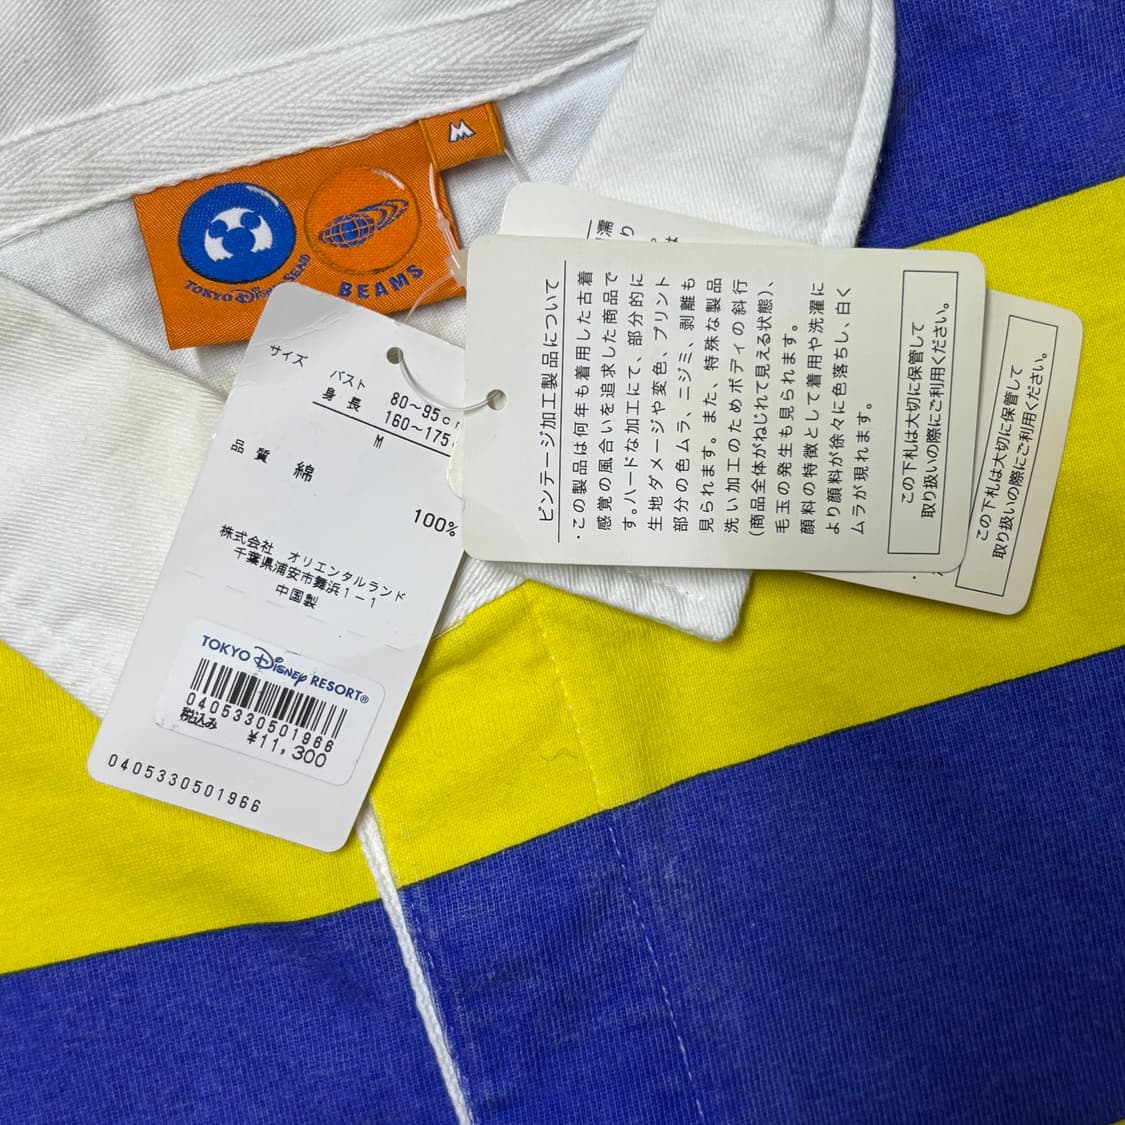 M
TOKYO DISNEY SEA
BEAMS
サイズ
バスト 80〜95c
身長 160〜175
M
品質 綿
100%
株式会社 オリエンタルランド
千葉県浦安市舞浜1-1
中国製
TOKYO DISNEY RESORT®
0405330501966
税込み
¥11,300
0405330501966
ビンテージ加工製品について
・この製品は何年も着用した古着
感覚の風合いを追求した商品で
す。ハードな加工にて、部分的に
生地ダメージや変色、プリント
部分の色ムラ、ニジミ、剥離も
見られます。また、特殊な製品
洗い加工のためボディの斜行
(商品全体がねじれて見える状態)、
毛玉の発生も見られます。
顔料の特徴として着用や洗濯に
より顔料が徐々に色落ちし、白く
ムラが現れます。
この下札は大切に保管して
取り扱いの際にご利用ください。
この下札は大切に保管して
取り扱いの際にご利用ください。